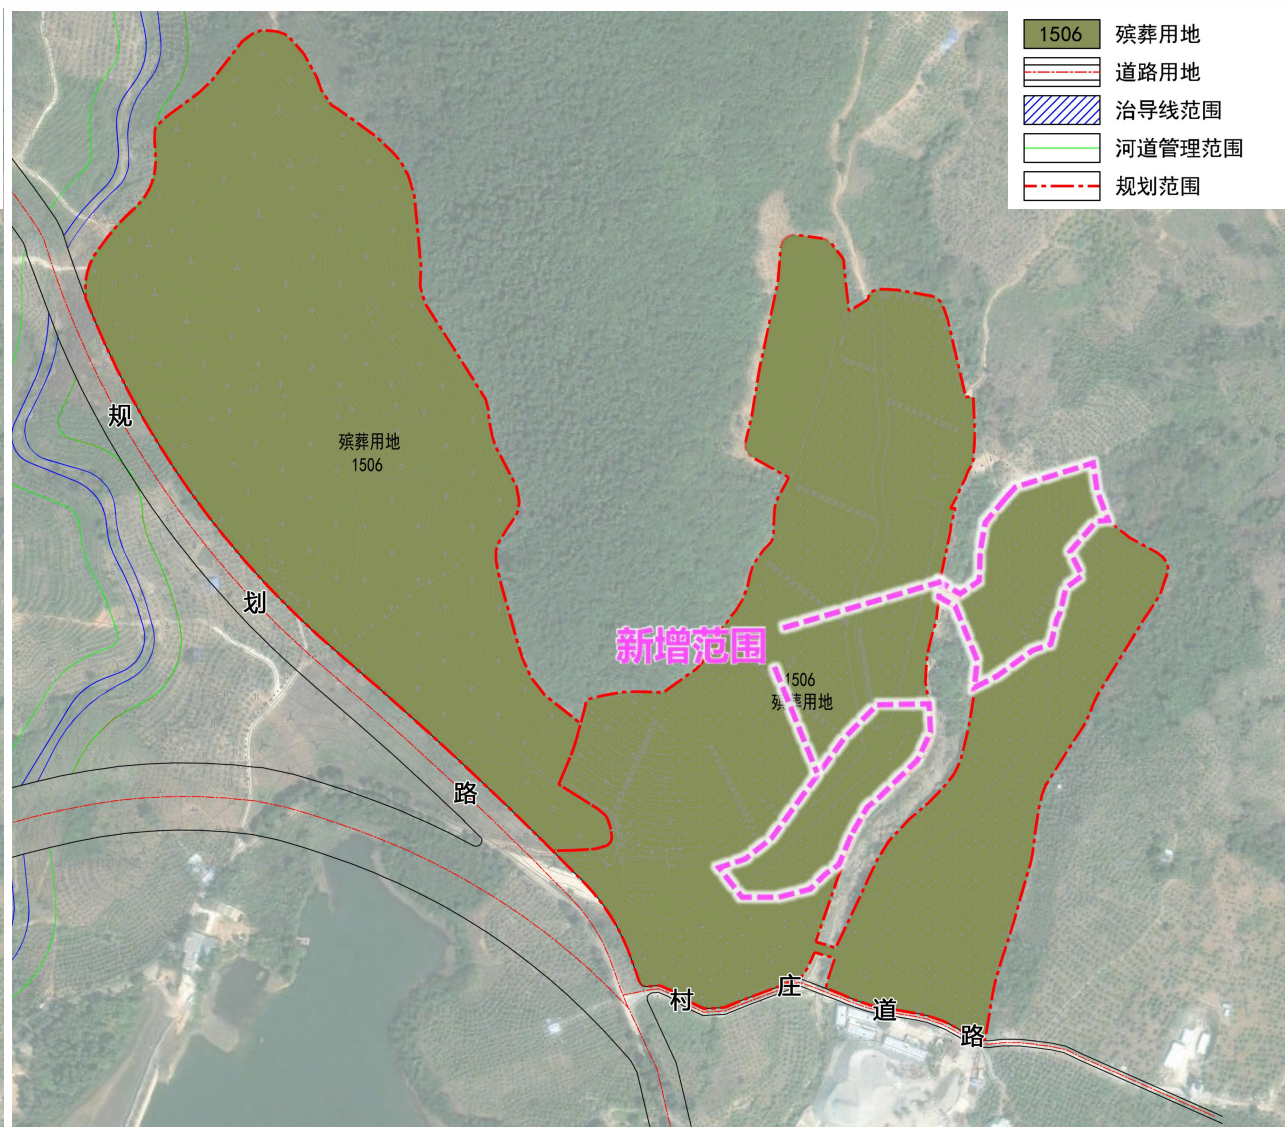 1506 殡葬用地
道路用地
治导线范围
河道管理范围
规划范围
规
划
路
殡葬用地
1506
新增范围
1506
殡葬用地
村
庄
道
路